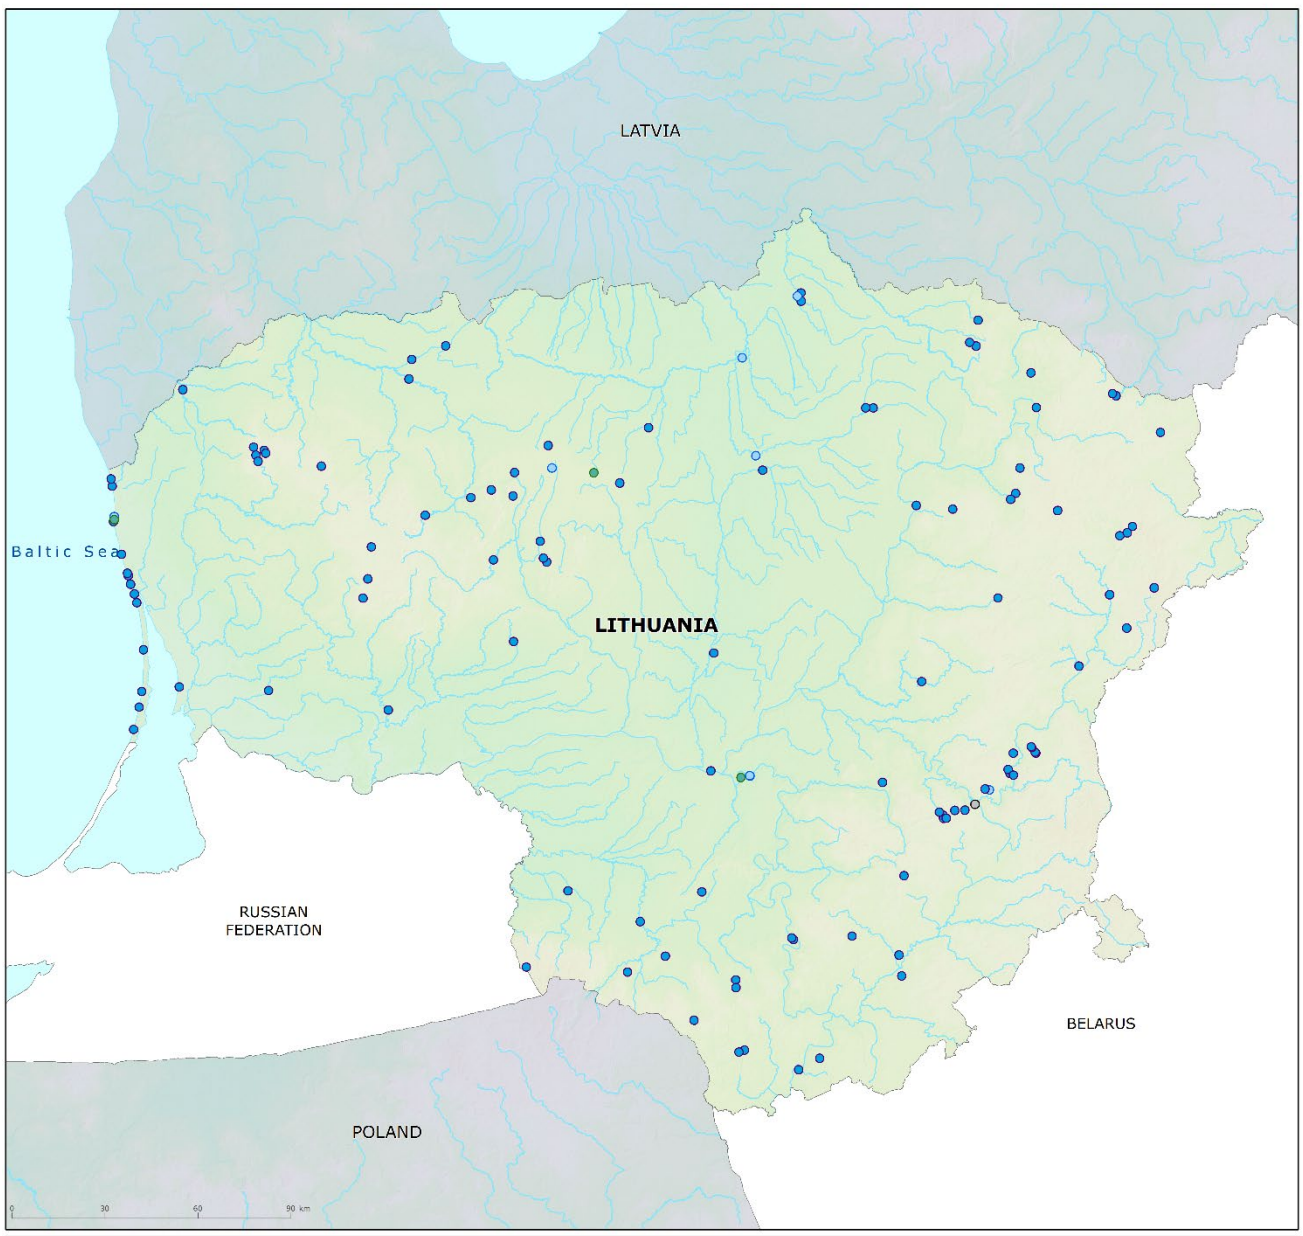 LATVIA
Baltic Sea
LITHUANIA
RUSSIAN
FEDERATION
BELARUS
POLAND
0 30 60 90 km